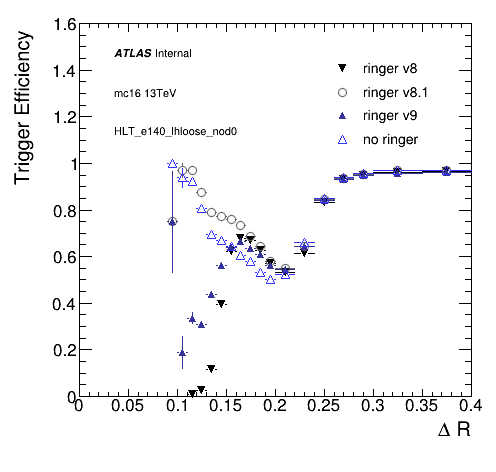 Trigger Efficiency
1.6
1.4
1.2
1
0.8
0.6
0.4
0.2
0
ATLAS Internal
mc16 13TeV
HLT_e140_lhloose_nod0
ringer v8
ringer v8.1
ringer v9
no ringer
0 0.05 0.1 0.15 0.2 0.25 0.3 0.35 0.4
Δ R